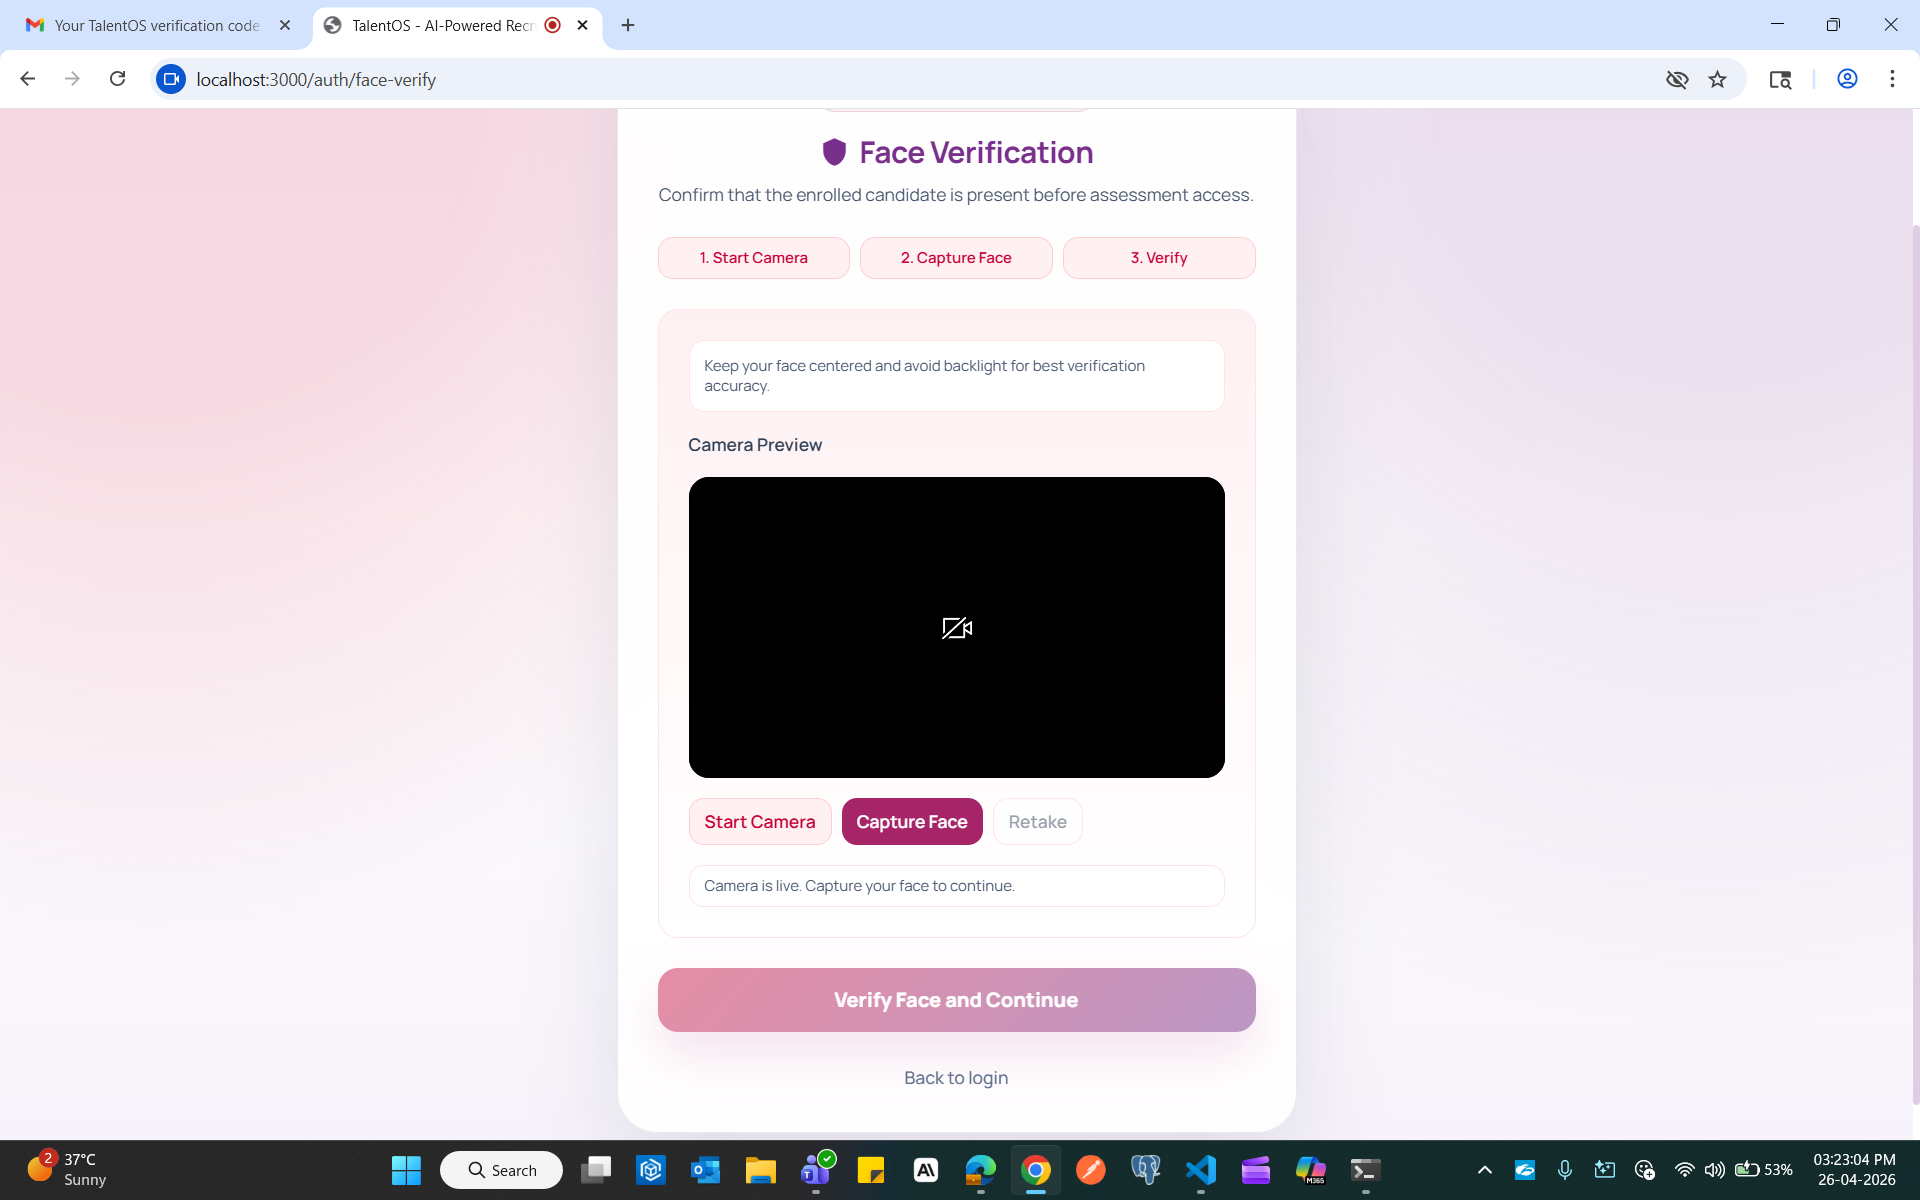 Your TalentOS verification code
TalentOS - AI-Powered Recr
localhost:3000/auth/face-verify
Face Verification
Confirm that the enrolled candidate is present before assessment access.
1. Start Camera
2. Capture Face
3. Verify
Keep your face centered and avoid backlight for best verification
accuracy.
Camera Preview
Start Camera
Capture Face
Retake
Camera is live. Capture your face to continue.
Verify Face and Continue
Back to login
2
37°C
Sunny
Search
M365
53%
03:23:04 PM
26-04-2026